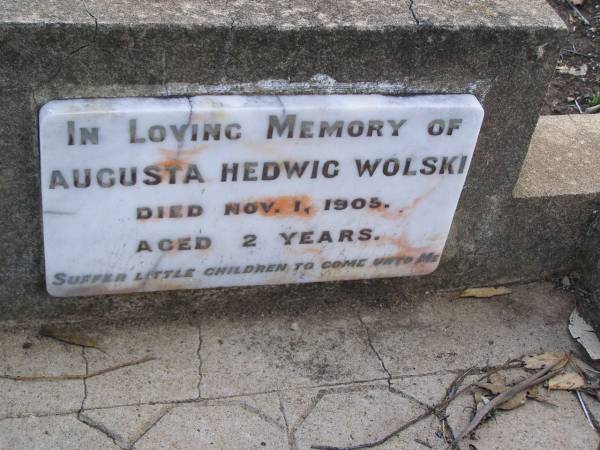 In Loving Memory of
AUGUSTA HEDWIG WOLSKI
DIED NOV. 1, 1905.
AGED 2 YEARS.
Suffer little children to come unto Me